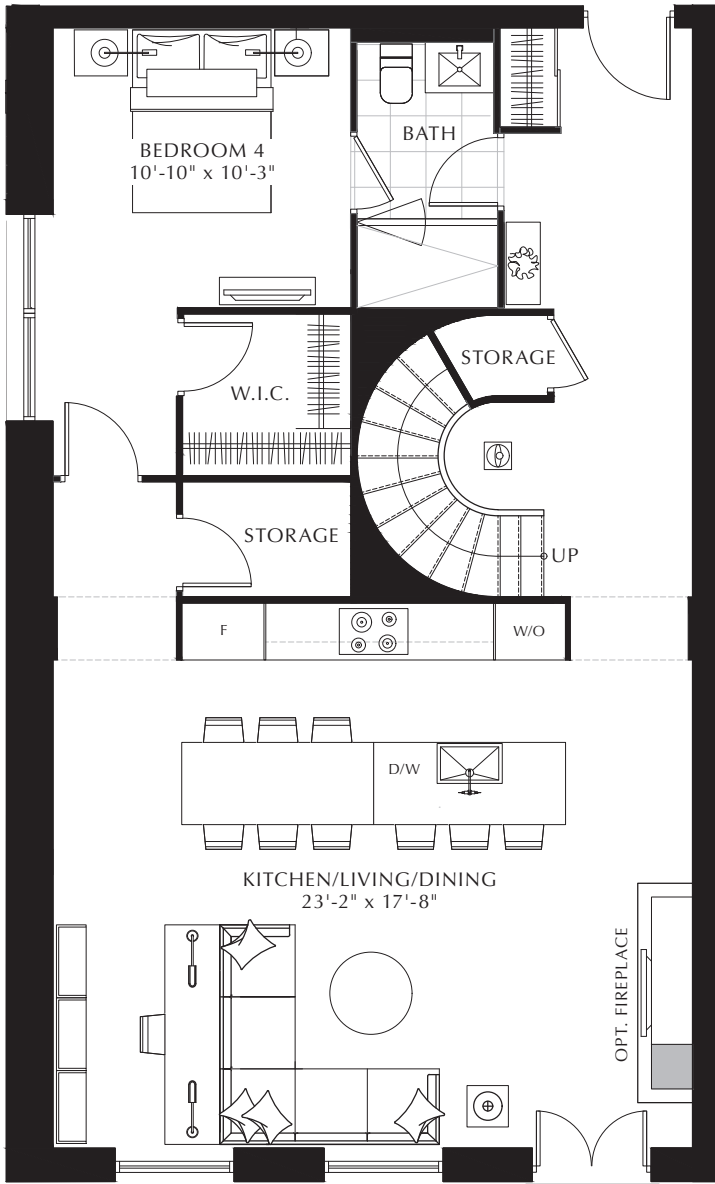 BATH
BEDROOM 4
10'-10" x 10'-3"
STORAGE
W.I.C.
STORAGE
UP
F
W/O
D/W
KITCHEN/LIVING/DINING
23'-2" x 17'-8"
OPT. FIREPLACE